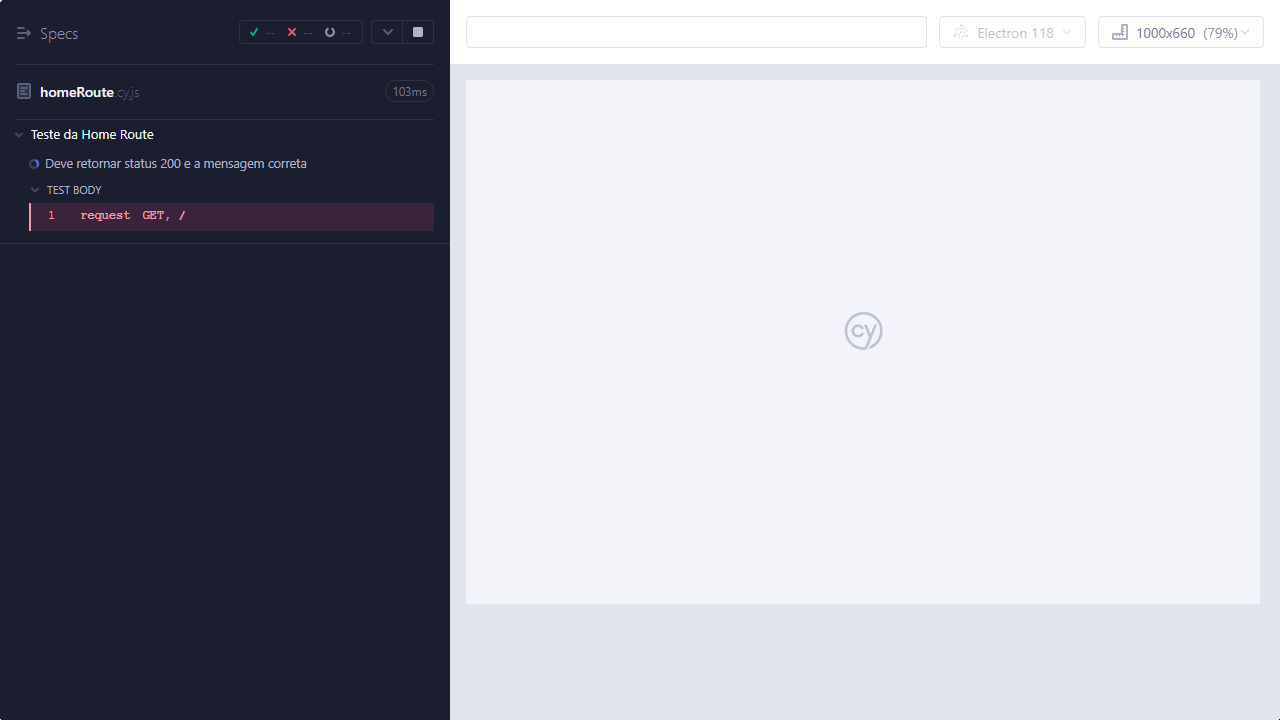 Specs
-- -- --
homeRoute.cy.js 103ms
Teste da Home Route
Deve retornar status 200 e a mensagem correta
TEST BODY
1 request GET, /
Electron 118
1000x660 (79%)
cy